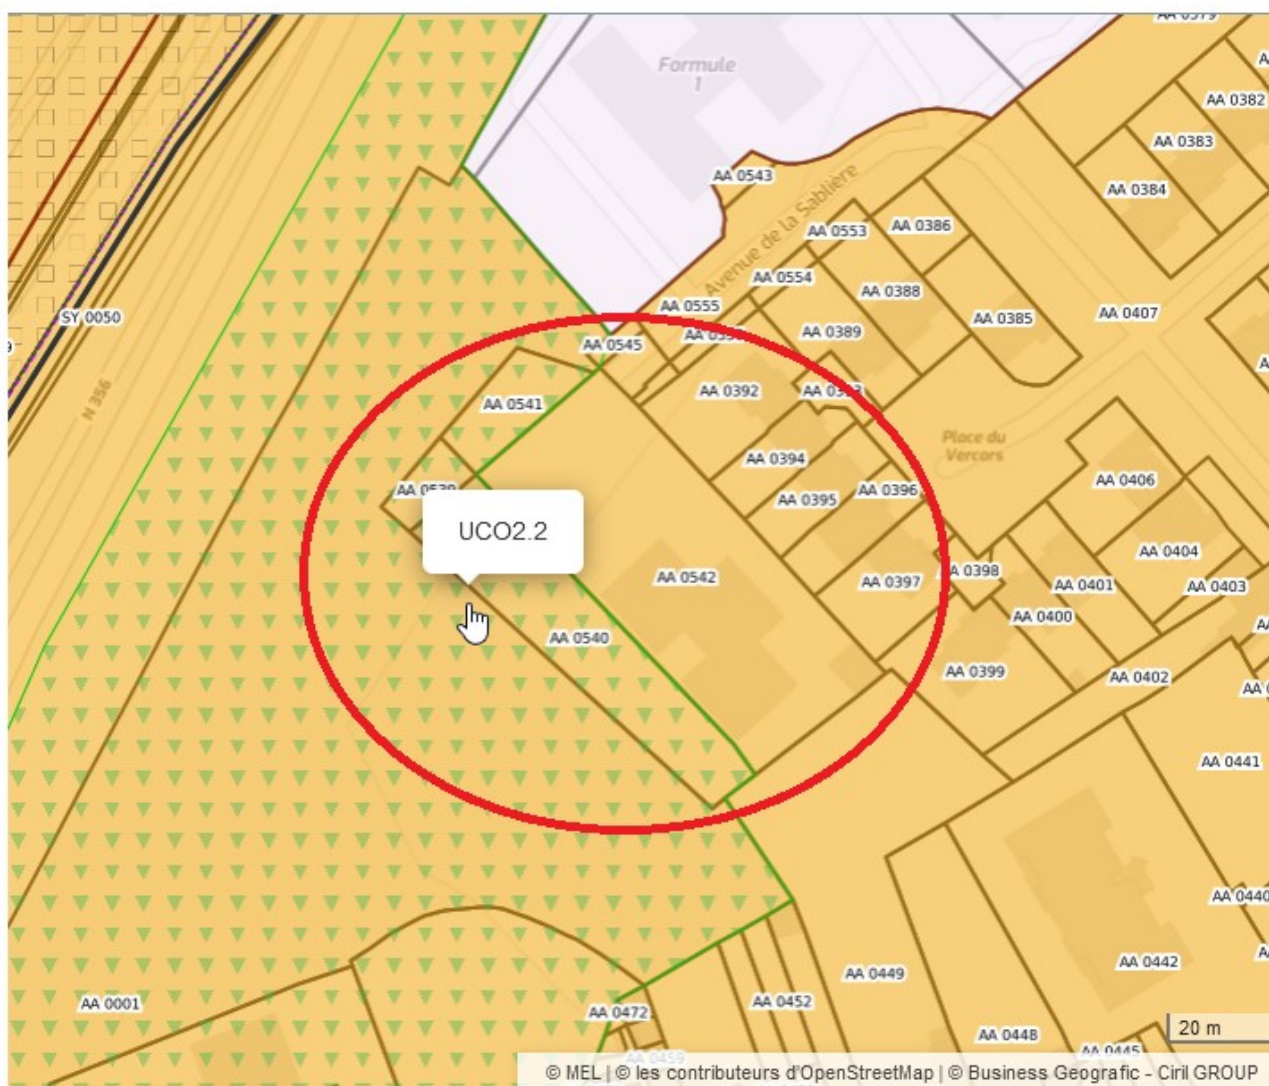 AA 0382
AA 0383
AA 0384
Formule
1
AA 0543
Avenue de la Sablière
AA 0553
AA 0386
AA 0554
AA 0388
AA 0385
AA 0407
AA 0555
AA 0389
AA 0545
SY 0050
N 356
AA 0541
AA 0392
AA 0394
AA 0395
AA 0396
Place du
Vercors
AA 0406
AA 0404
AA 0403
UCO2.2
AA 0542
AA 0397
AA 0398
AA 0401
AA 0400
AA 0540
AA 0399
AA 0402
AA 0441
AA 0440
AA 0442
AA 0449
AA 0001
AA 0472
AA 0452
AA 0448
AA 0445
AA 0459
20 m
© MEL | © les contributeurs d'OpenStreetMap | © Business Geografic - Ciril GROUP